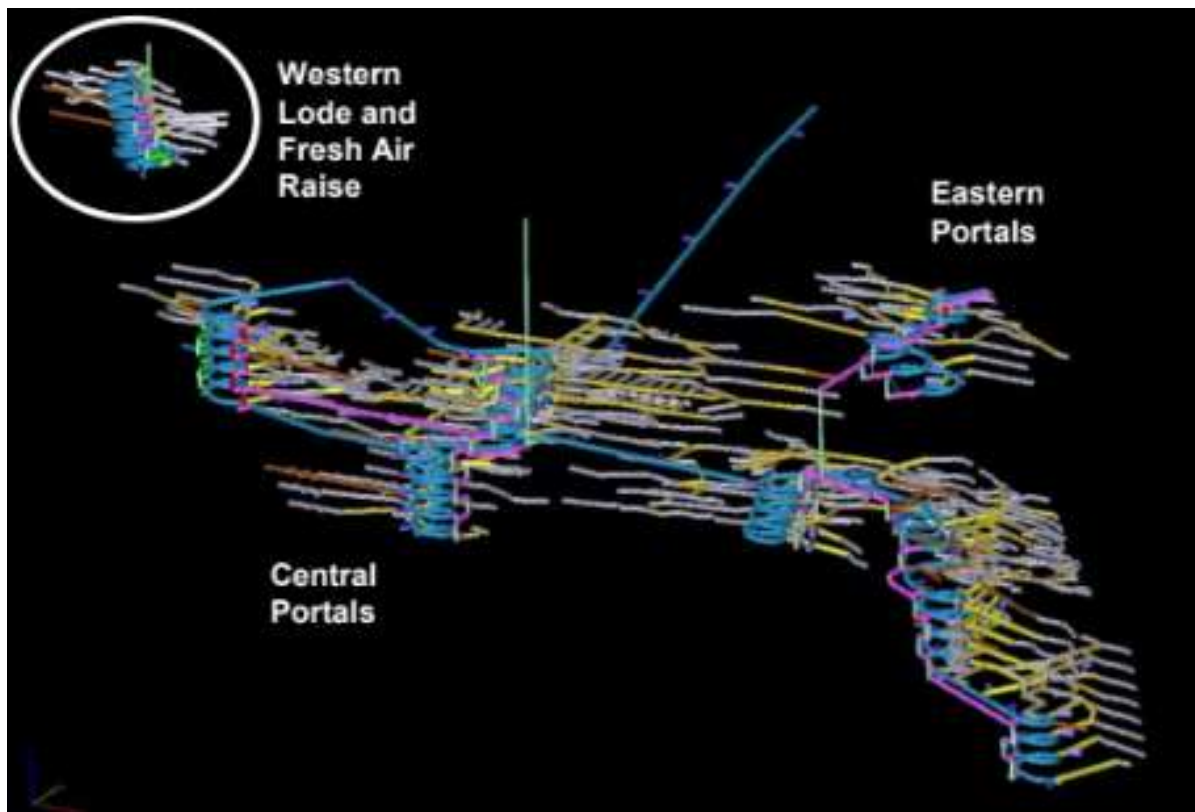 Western
Lode and
Fresh Air
Raise
Eastern
Portals
Central
Portals